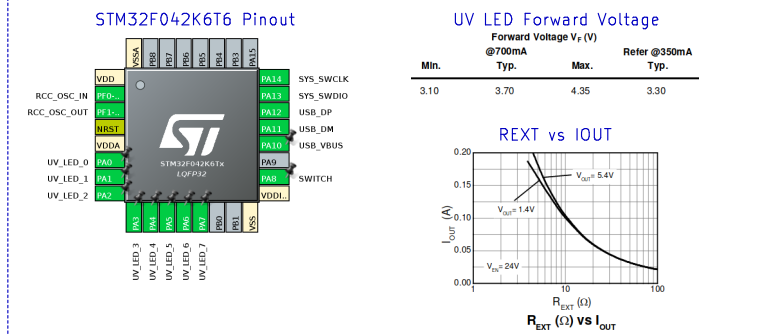 STM32F042K6T6 Pinout
VSSA
PB8
PB7
PB6
PB5
PB4
PB3
PA15
VDD
RCC_OSC_IN PF0-..
RCC_OSC_OUT PF1-..
NRST
VDDA
UV_LED_0 PA0
UV_LED_1 PA1
UV_LED_2 PA2
STM32F042K6Tx
LQFP32
PA14 SYS_SWCLK
PA13 SYS_SWDIO
PA12 USB_DP
PA11 USB_DM
PA10 USB_VBUS
PA9
PA8 SWITCH
VDDI..
PA3
PA4
PA5
PA6
PA7
PB0
PB1
VSS
UV_LED_3
UV_LED_4
UV_LED_5
UV_LED_6
UV_LED_7
UV LED Forward Voltage
Forward Voltage VF (V)
@700mA Refer @350mA
Min. Typ. Max. Typ.
3.10 3.70 4.35 3.30
REXT vs IOUT
0.20
0.15
0.10
0.05
0.00
IOUT (A)
VOUT= 5.4V
VOUT= 1.4V
VEN= 24V
1 10 100
REXT (Ω)
REXT (Ω) vs IOUT